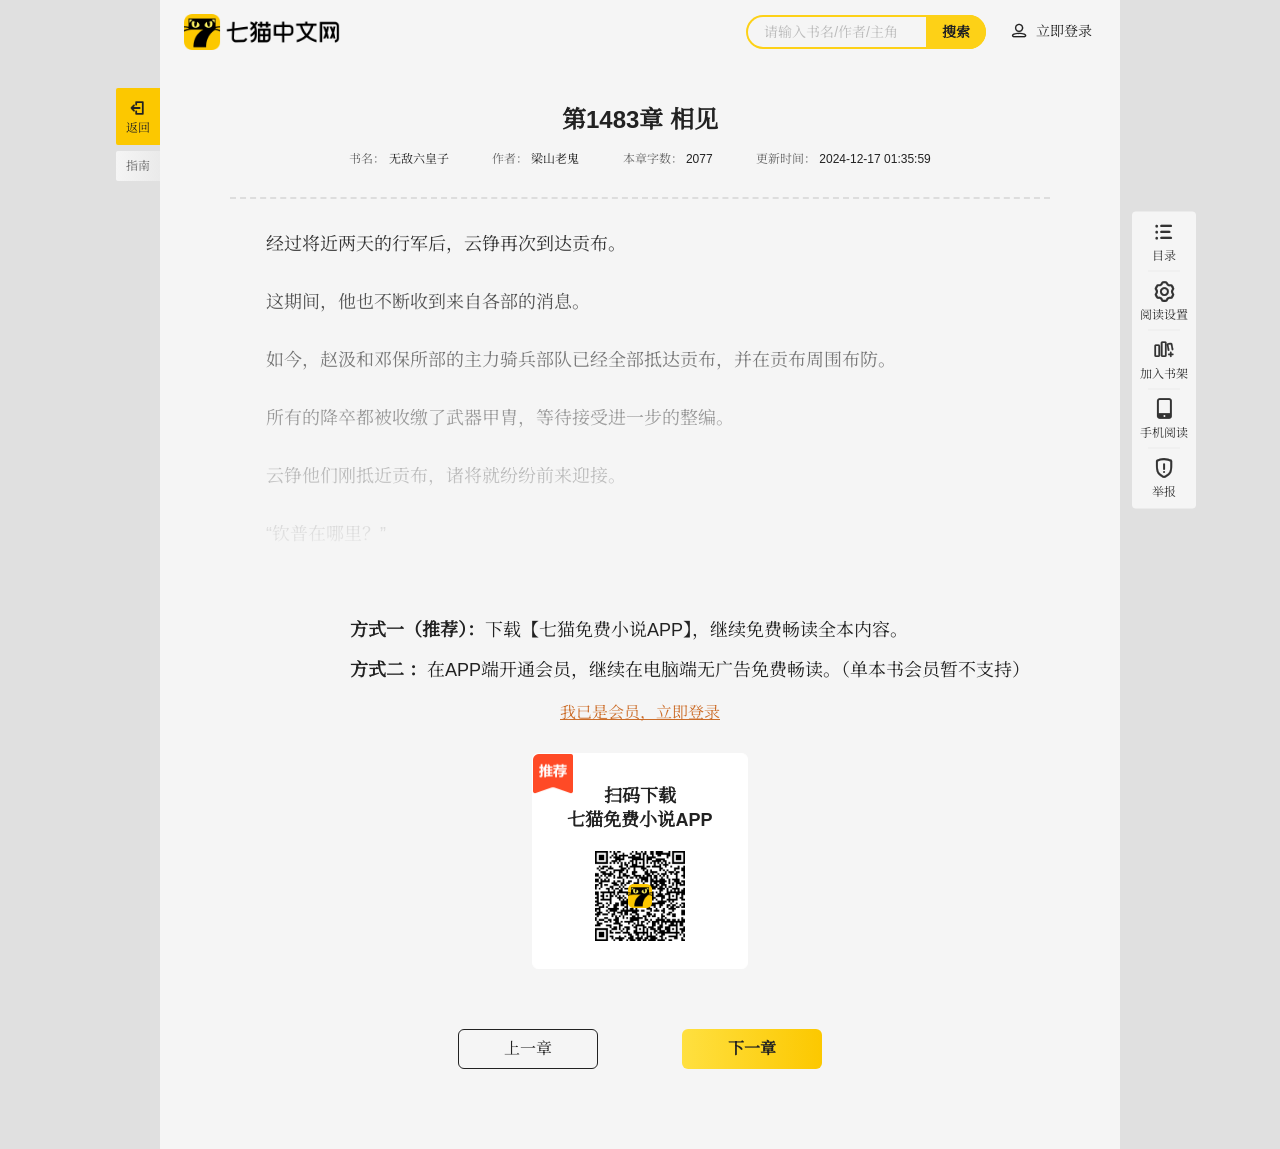 七猫中文网
请输入书名/作者/主角
搜索
立即登录
返回
指南
第1483章 相见
书名： 无敌六皇子 作者： 梁山老鬼 本章字数： 2077 更新时间： 2024-12-17 01:35:59
经过将近两天的行军后，云铮再次到达贡布。
这期间，他也不断收到来自各部的消息。
如今，赵汲和邓保所部的主力骑兵部队已经全部抵达贡布，并在贡布周围布防。
所有的降卒都被收缴了武器甲胄，等待接受进一步的整编。
云铮他们刚抵近贡布，诸将就纷纷前来迎接。
“钦普在哪里？”
目录
阅读设置
加入书架
手机阅读
举报
方式一（推荐）：下载【七猫免费小说APP】，继续免费畅读全本内容。
方式二 ：在APP端开通会员，继续在电脑端无广告免费畅读。（单本书会员暂不支持）
我已是会员，立即登录
推荐
扫码下载
七猫免费小说APP
上一章
下一章